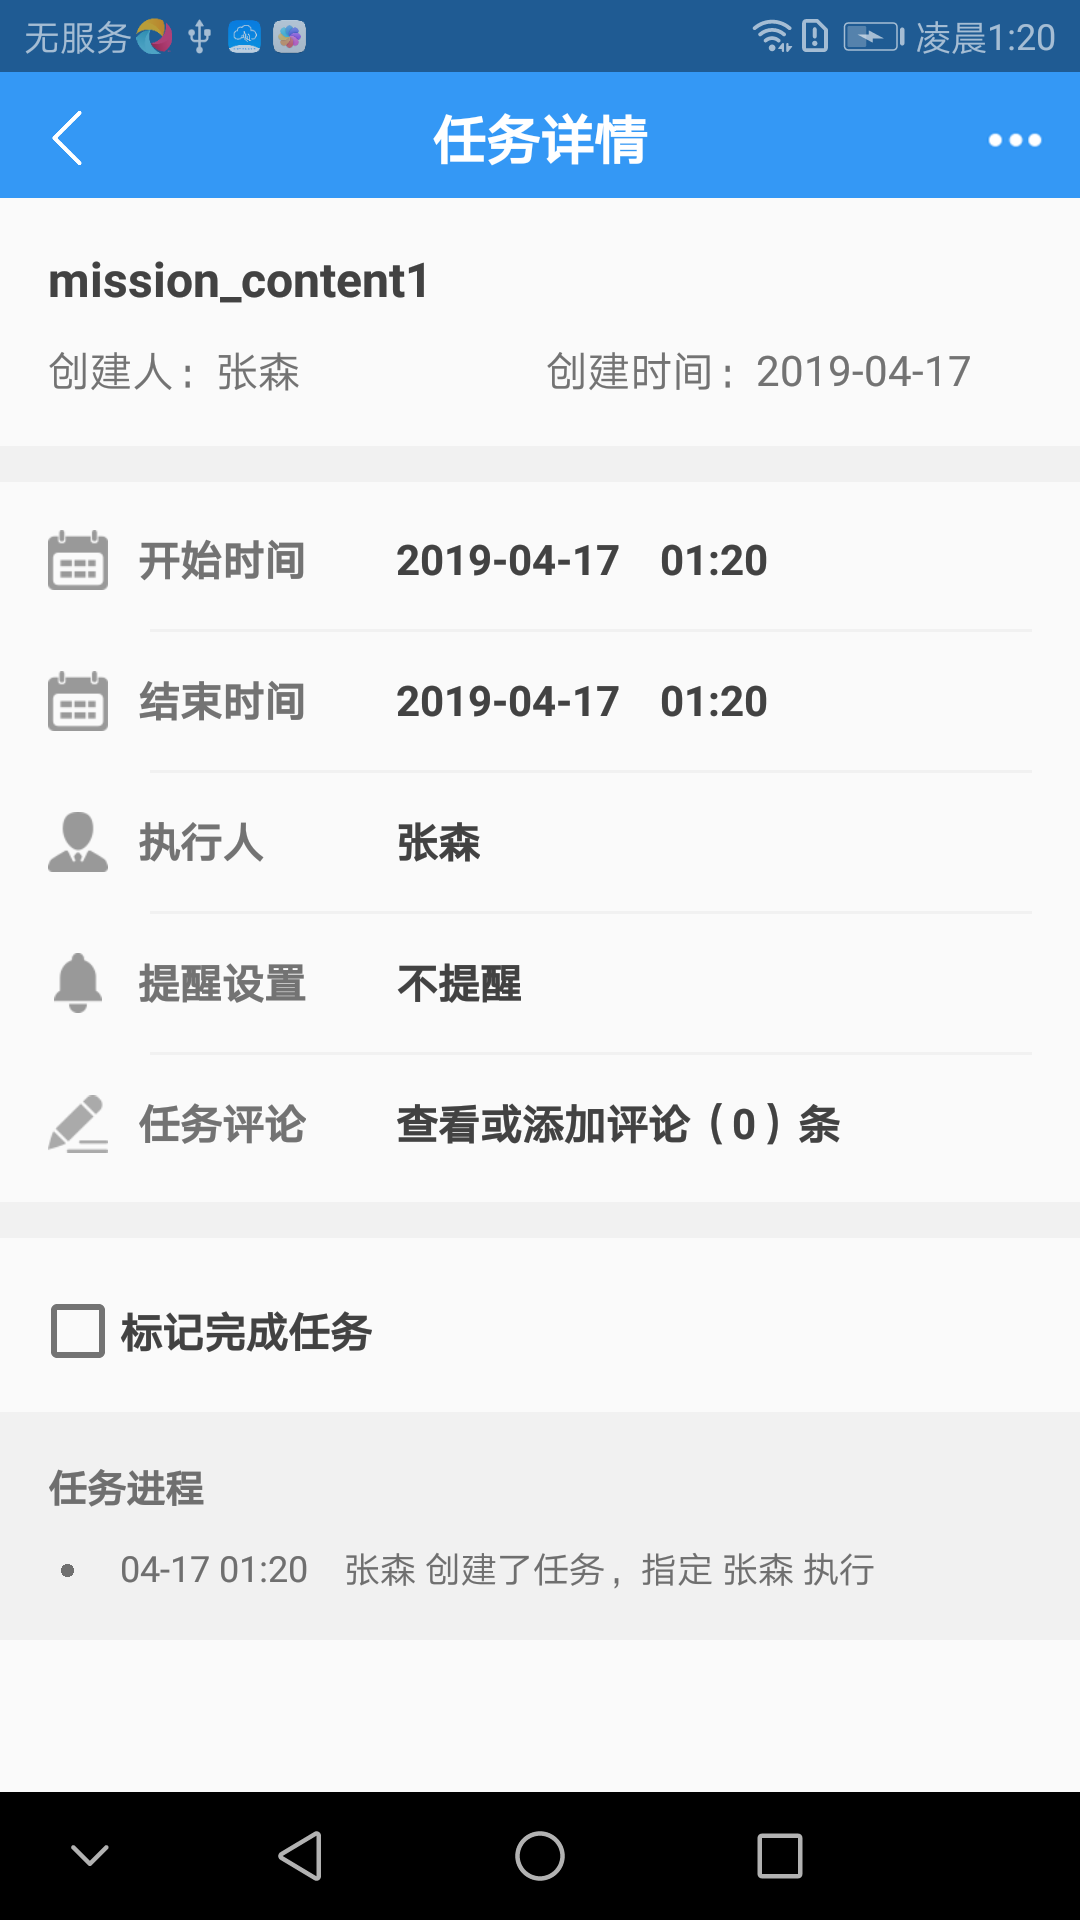 无服务 凌晨1:20
任务详情
mission_content1
创建人：张森 创建时间：2019-04-17
开始时间 2019-04-17 01:20
结束时间 2019-04-17 01:20
执行人 张森
提醒设置 不提醒
任务评论 查看或添加评论（0）条
标记完成任务
任务进程
04-17 01:20 张森 创建了任务，指定 张森 执行